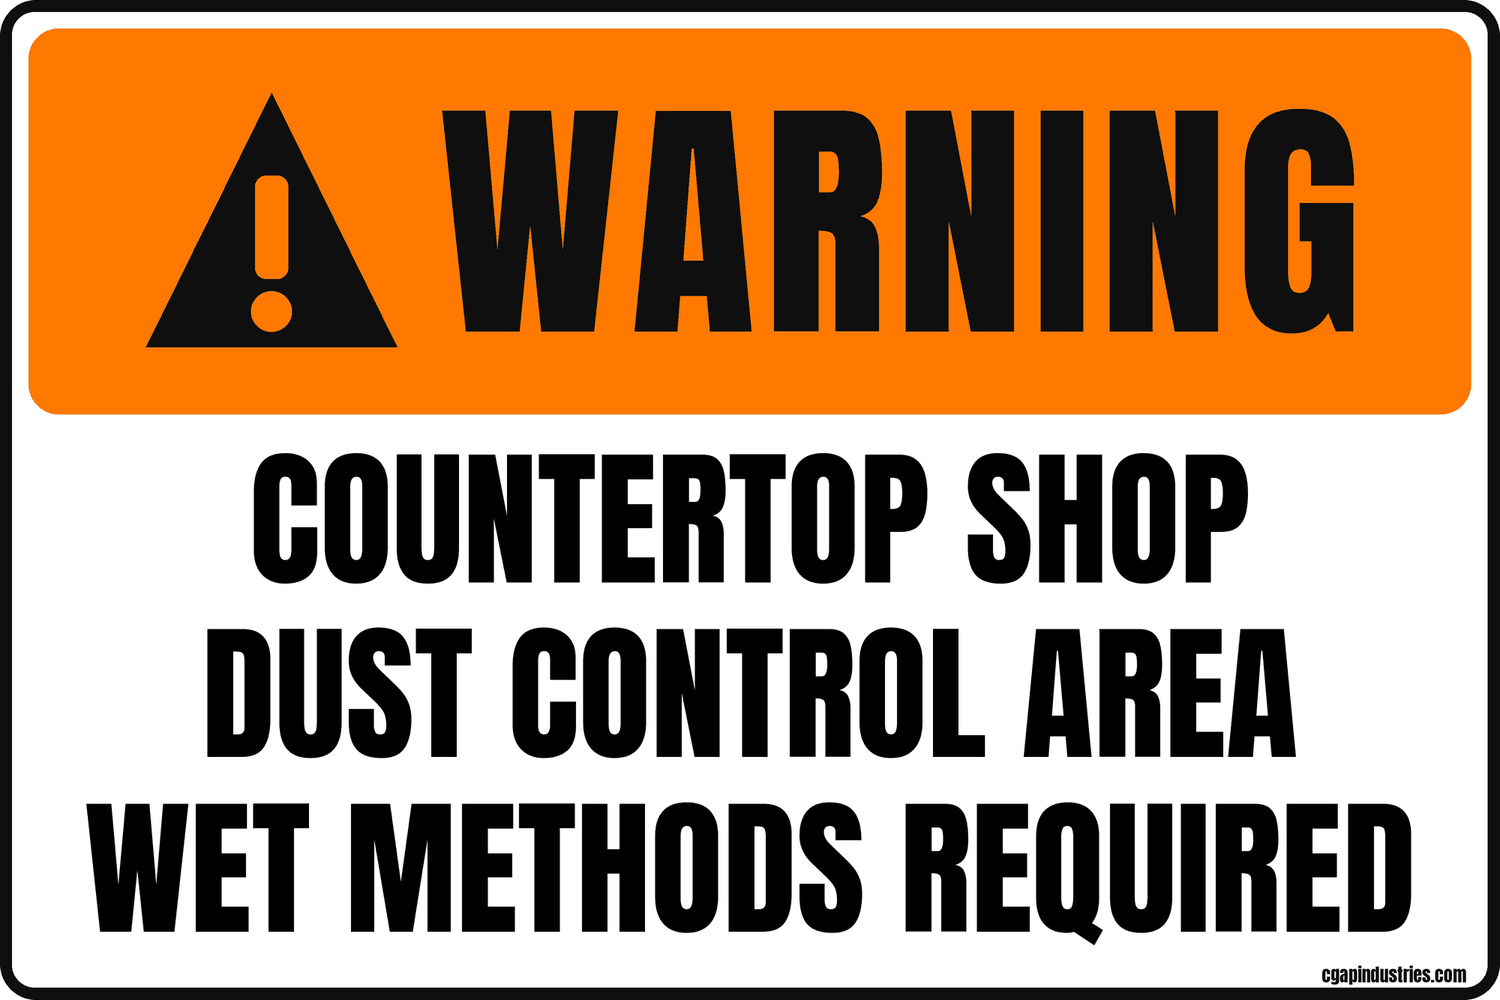 WARNING
COUNTERTOP SHOP
DUST CONTROL AREA
WET METHODS REQUIRED
cgapindustries.com